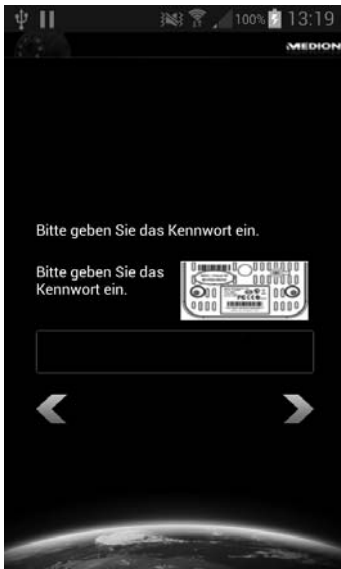 100% 13:19
MEDION
Bitte geben Sie das Kennwort ein.
Bitte geben Sie das
Kennwort ein.